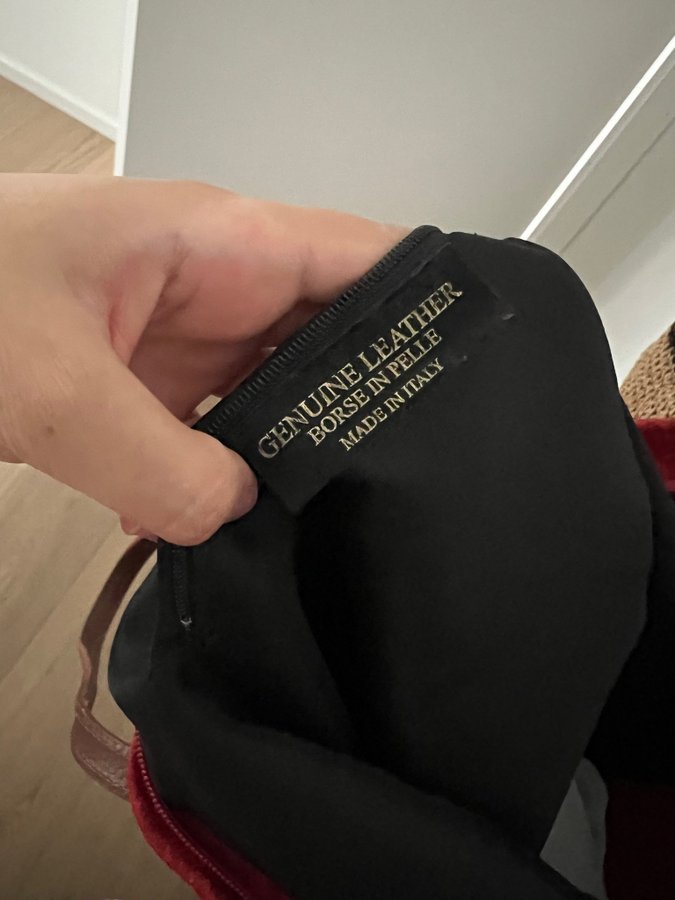 GENUINE LEATHER
BORSE IN PELLE
MADE IN ITALY